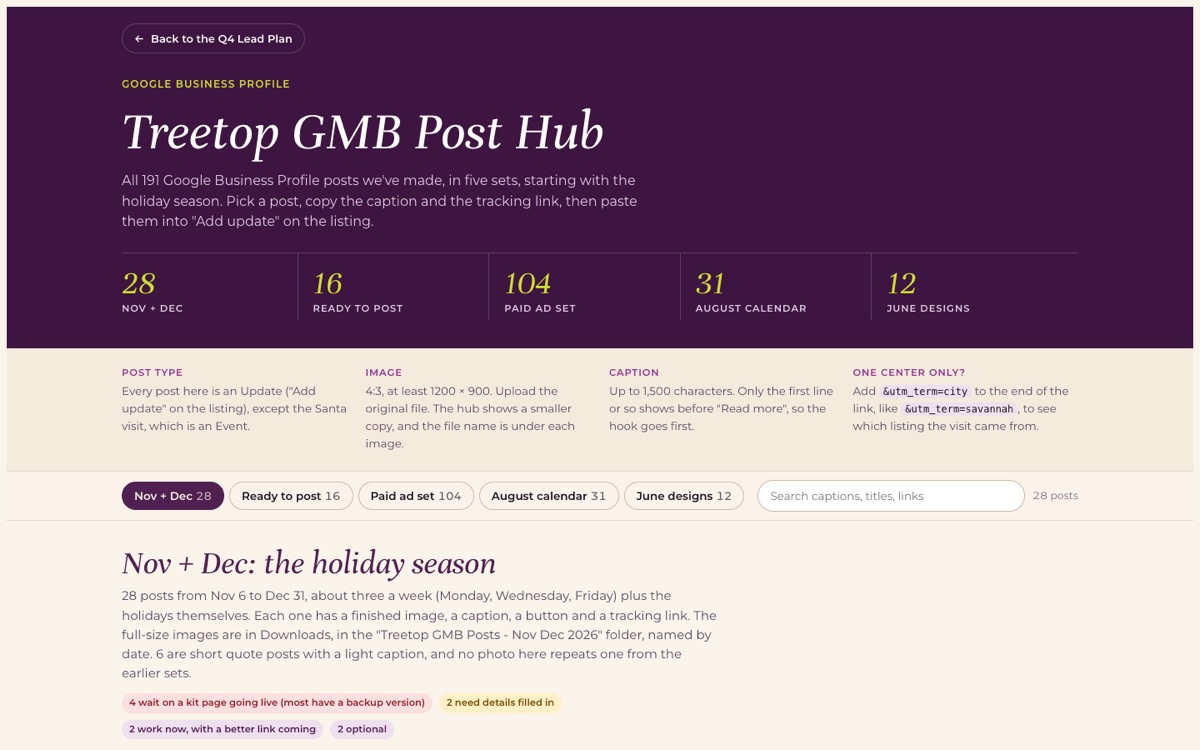 ← Back to the Q4 Lead Plan
GOOGLE BUSINESS PROFILE
Treetop GMB Post Hub
All 191 Google Business Profile posts we've made, in five sets, starting with the
holiday season. Pick a post, copy the caption and the tracking link, then paste
them into "Add update" on the listing.
28
NOV + DEC
16
READY TO POST
104
PAID AD SET
31
AUGUST CALENDAR
12
JUNE DESIGNS
POST TYPE
Every post here is an Update ("Add
update" on the listing), except the Santa
visit, which is an Event.
IMAGE
4:3, at least 1200 × 900. Upload the
original file. The hub shows a smaller
copy, and the file name is under each
image.
CAPTION
Up to 1,500 characters. Only the first line
or so shows before "Read more", so the
hook goes first.
ONE CENTER ONLY?
Add &utm_term=city to the end of the
link, like &utm_term=savannah, to see
which listing the visit came from.
Nov + Dec 28
Ready to post 16
Paid ad set 104
August calendar 31
June designs 12
Search captions, titles, links
28 posts
Nov + Dec: the holiday season
28 posts from Nov 6 to Dec 31, about three a week (Monday, Wednesday, Friday) plus the
holidays themselves. Each one has a finished image, a caption, a button and a tracking link. The
full-size images are in Downloads, in the "Treetop GMB Posts - Nov Dec 2026" folder, named by
date. 6 are short quote posts with a light caption, and no photo here repeats one from the
earlier sets.
4 wait on a kit page going live (most have a backup version)
2 need details filled in
2 work now, with a better link coming
2 optional